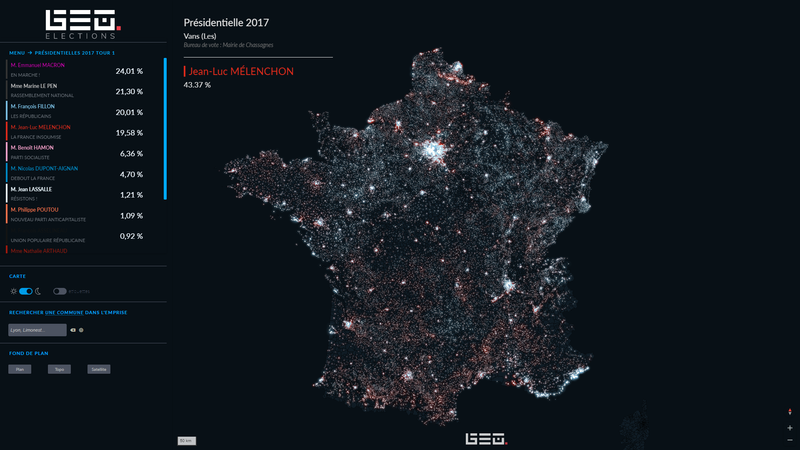 GEO.
ELECTIONS
MENU → PRÉSIDENTIELLES 2017 TOUR 1
M. Emmanuel MACRON
EN MARCHE !
24,01 %
Mme Marine LE PEN
RASSEMBLEMENT NATIONAL
21,30 %
M. François FILLON
LES RÉPUBLICAINS
20,01 %
M. Jean-Luc MÉLENCHON
LA FRANCE INSOUMISE
19,58 %
M. Benoît HAMON
PARTI SOCIALISTE
6,36 %
M. Nicolas DUPONT-AIGNAN
DEBOUT LA FRANCE
4,70 %
M. Jean LASSALLE
RÉSISTONS !
1,21 %
M. Philippe POUTOU
NOUVEAU PARTI ANTICAPITALISTE
1,09 %
UNION POPULAIRE RÉPUBLICAINE
0,92 %
Mme Nathalie ARTHAUD
CARTE
RECHERCHER UNE COMMUNE DANS L'EMPRISE
Lyon, Limonest...
FOND DE PLAN
Plan
Topo
Satellite
Présidentielle 2017
Vans (Les)
Bureau de vote : Mairie de Chassagnes
Jean-Luc MÉLENCHON
43.37 %
50 km
GEO.